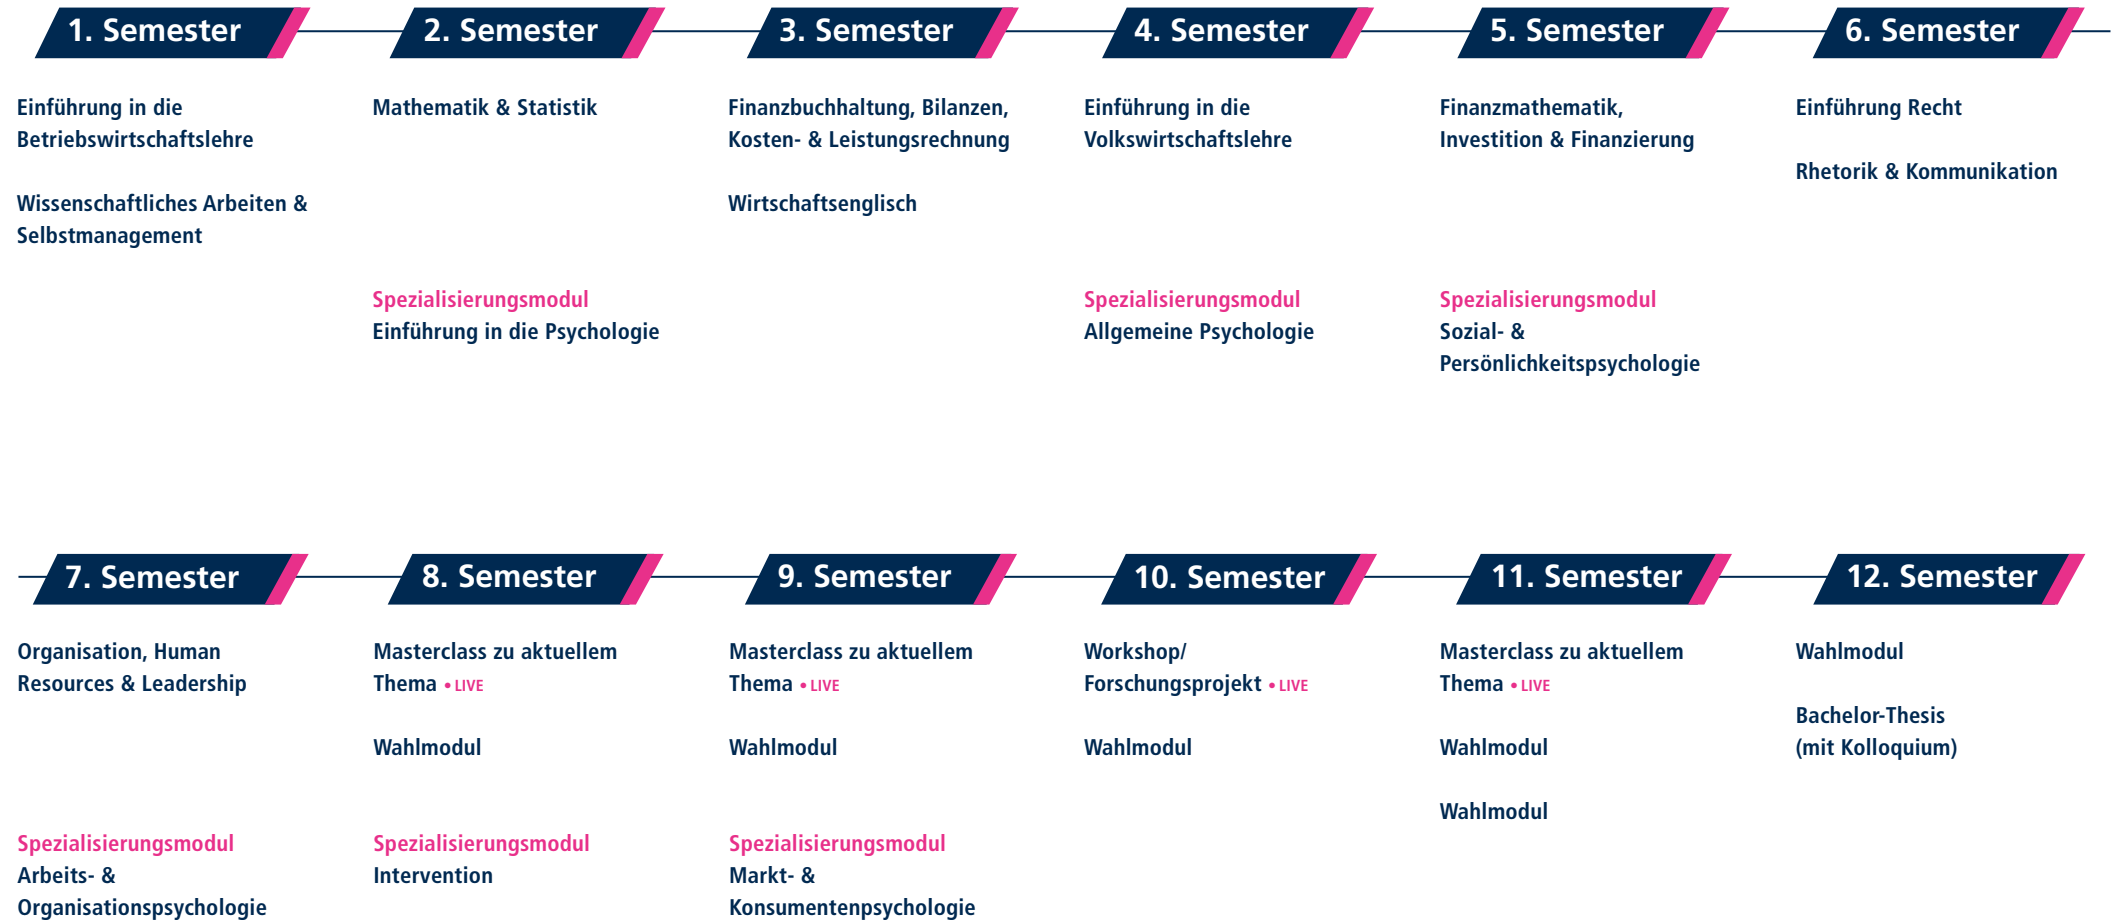 1. Semester
Einführung in die
Betriebswirtschaftslehre
Wissenschaftliches Arbeiten &
Selbstmanagement
2. Semester
Mathematik & Statistik
Spezialisierungsmodul
Einführung in die Psychologie
3. Semester
Finanzbuchhaltung, Bilanzen,
Kosten- & Leistungsrechnung
Wirtschaftsenglisch
4. Semester
Einführung in die
Volkswirtschaftslehre
Spezialisierungsmodul
Allgemeine Psychologie
5. Semester
Finanzmathematik,
Investition & Finanzierung
Spezialisierungsmodul
Sozial- &
Persönlichkeitspsychologie
6. Semester
Einführung Recht
Rhetorik & Kommunikation
7. Semester
Organisation, Human
Resources & Leadership
Spezialisierungsmodul
Arbeits- &
Organisationspsychologie
8. Semester
Masterclass zu aktuellem
Thema • LIVE
Wahlmodul
Spezialisierungsmodul
Intervention
9. Semester
Masterclass zu aktuellem
Thema • LIVE
Wahlmodul
Spezialisierungsmodul
Markt- &
Konsumentenpsychologie
10. Semester
Workshop/
Forschungsprojekt • LIVE
Wahlmodul
11. Semester
Masterclass zu aktuellem
Thema • LIVE
Wahlmodul
Wahlmodul
12. Semester
Wahlmodul
Bachelor-Thesis
(mit Kolloquium)